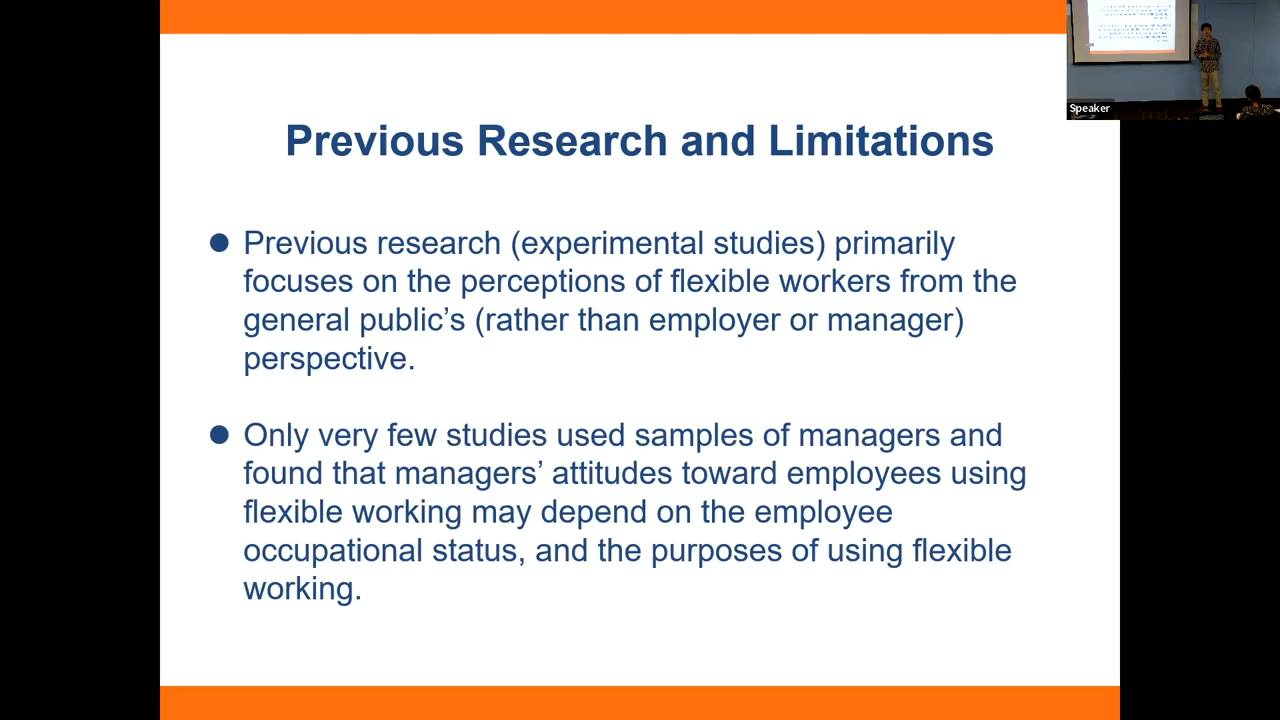 Previous Research and Limitations
Previous research (experimental studies) primarily
focuses on the perceptions of flexible workers from the
general public’s (rather than employer or manager)
perspective.
Only very few studies used samples of managers and
found that managers’ attitudes toward employees using
flexible working may depend on the employee
occupational status, and the purposes of using flexible
working.
Speaker